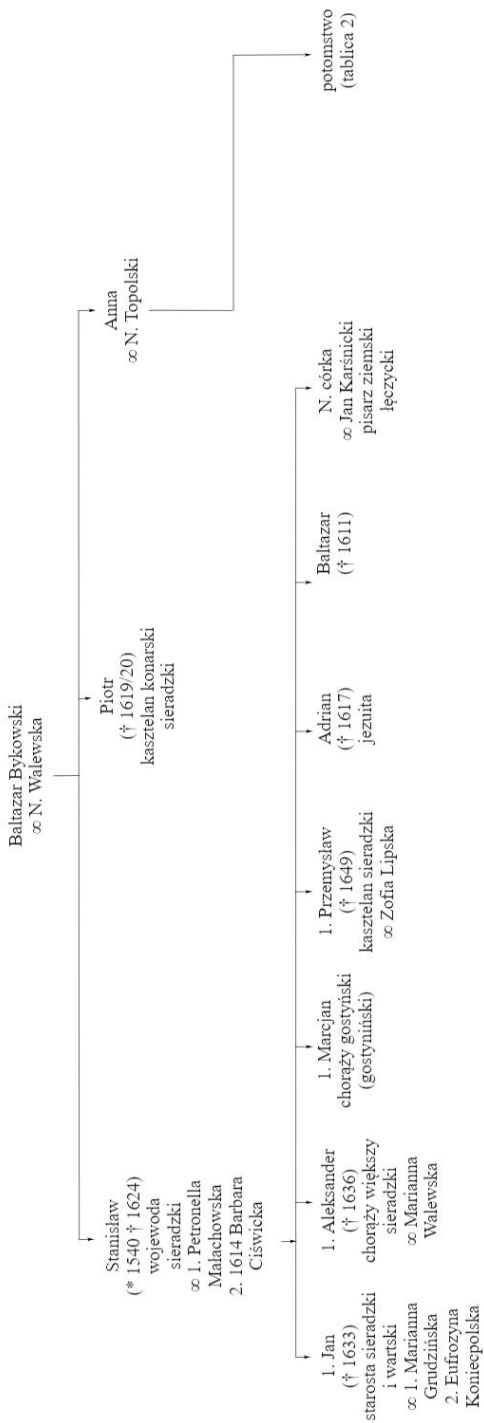 Baltazar Bykowski
∞ N. Walewska
Stanisław
(* 1540 † 1624)
wojewoda
sieradzki
∞ 1. Petronella
Małachowska
2. 1614 Barbara
Ciświcka
Piotr
(† 1619/20)
kasztelan konarski
sieradzki
Anna
∞ N. Topolski
1. Jan
(† 1633)
starosta sieradzki
i wartski
∞ 1. Marianna
Grudzińska
2. Eufrozyna
Koniecpolska
1. Aleksander
(† 1636)
chorąży większy
sieradzki
∞ Marianna
Walewska
1. Marcjan
chorąży gostyński
(gostyniński)
1. Przemysław
(† 1649)
kasztelan sieradzki
∞ Zofia Lipska
Adrian
(† 1617)
jezuita
Baltazar
(† 1611)
N. córka
∞ Jan Karśnicki
pisarz ziemski
łęczycki
potomstwo
(tablica 2)